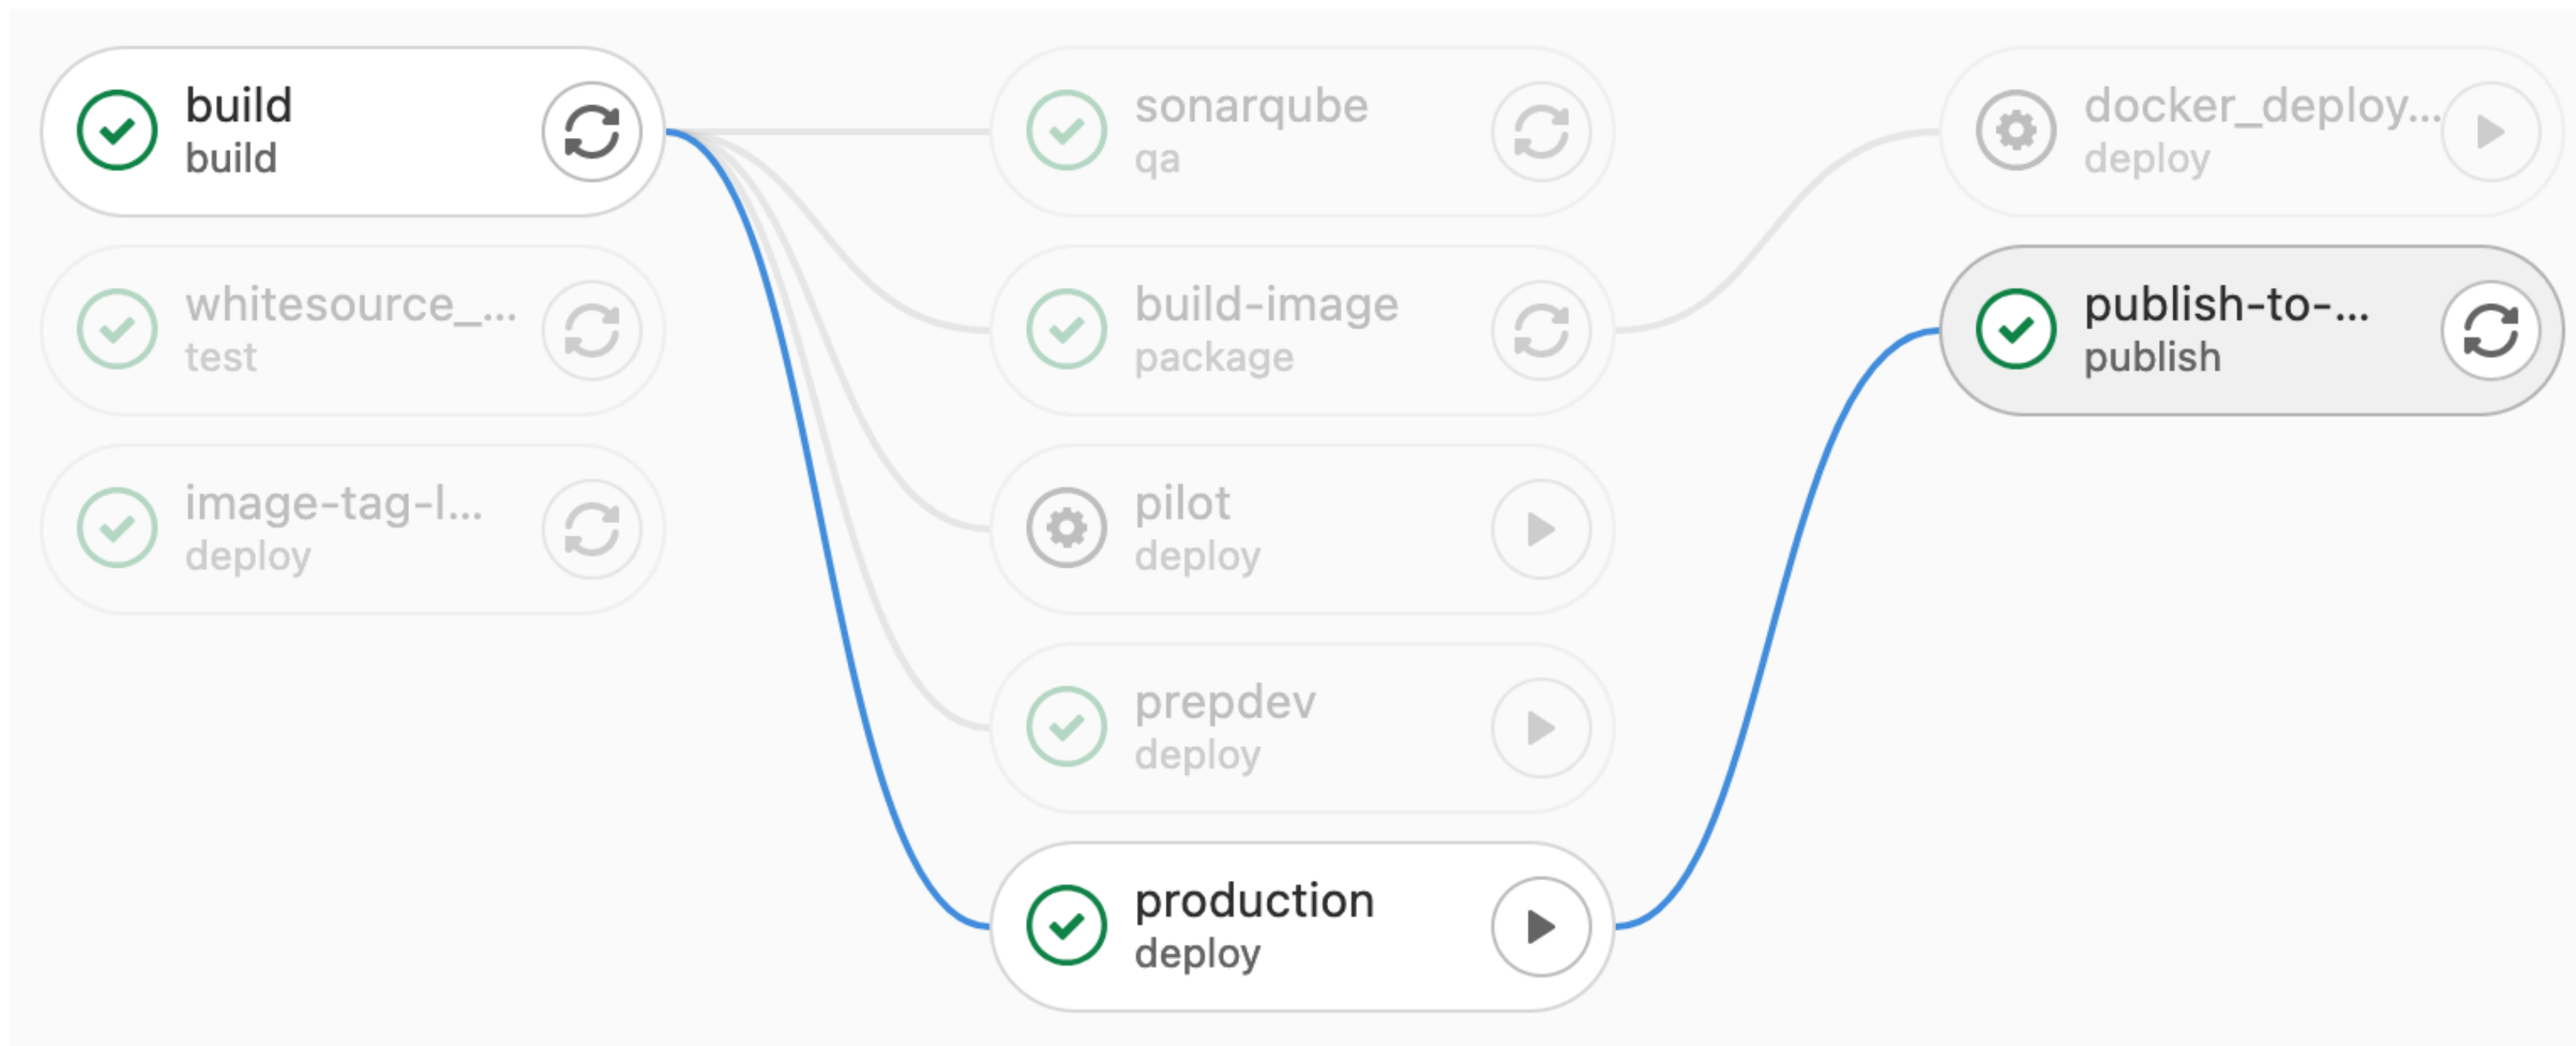 build
build
whitesource_...
test
image-tag-l...
deploy
sonarqube
qa
build-image
package
pilot
deploy
prepdev
deploy
production
deploy
docker_deploy...
deploy
publish-to-...
publish